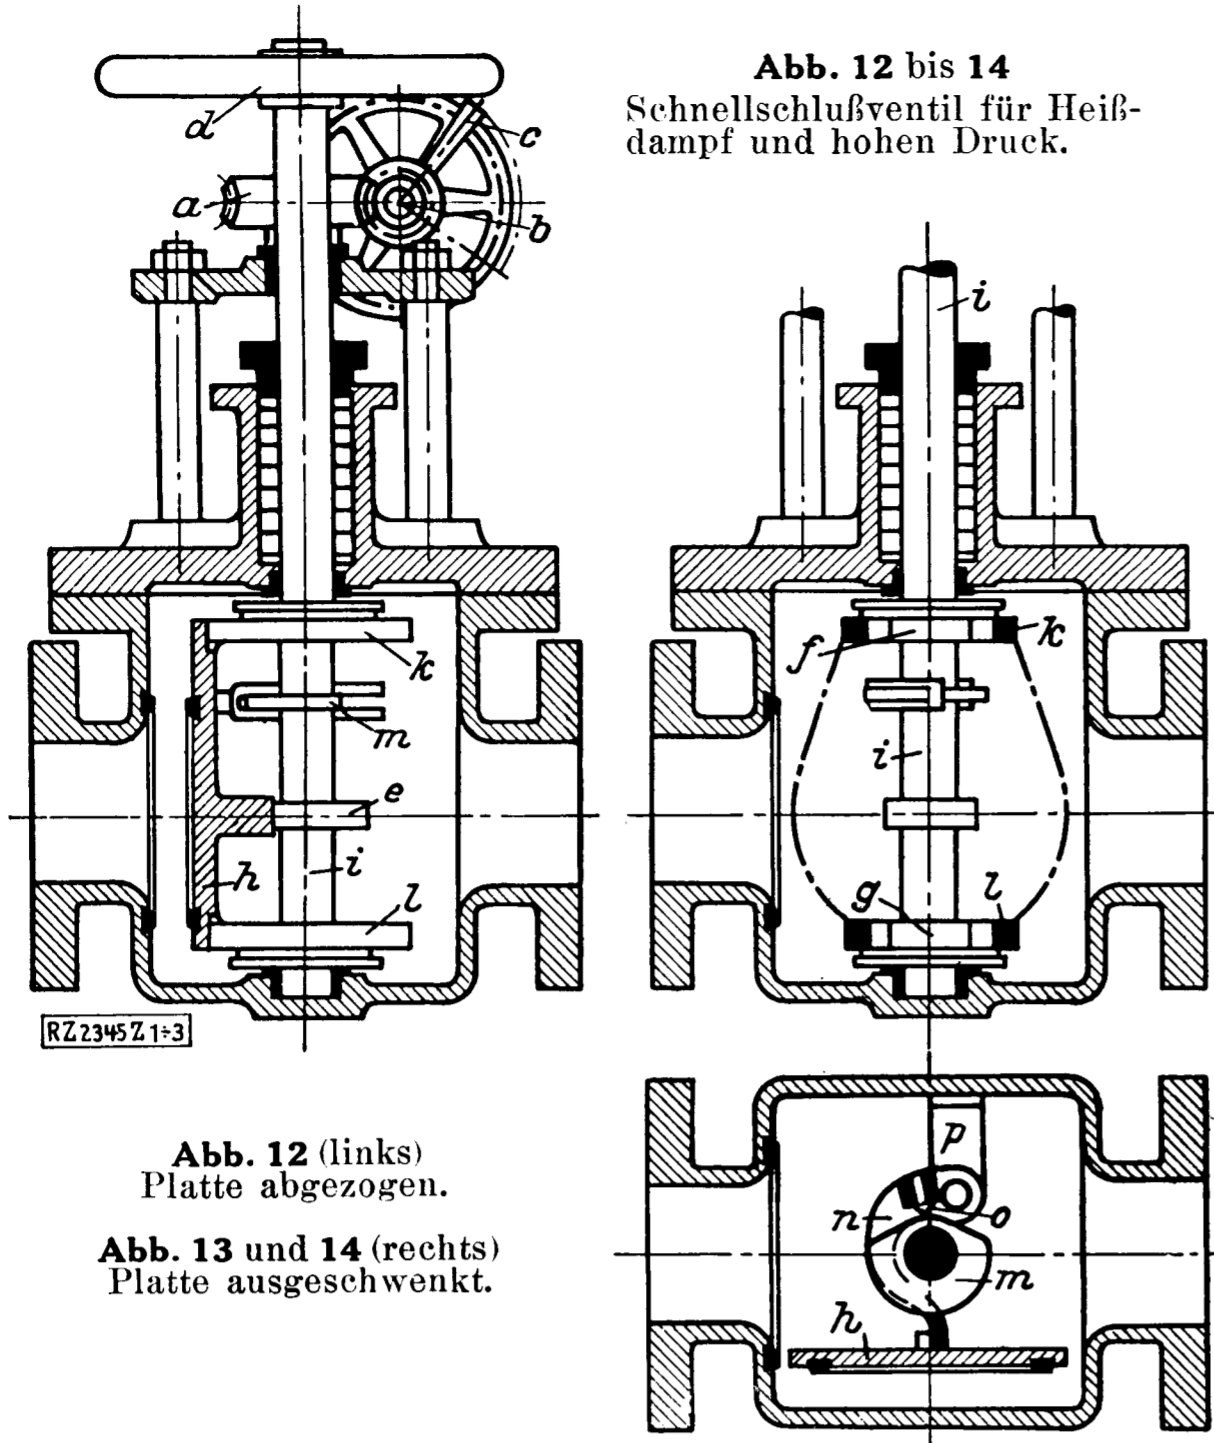 Abb. 12 bis 14
Schnellschlußventil für Heiß-
dampf und hohen Druck.
d
c
a
b
k
m
e
h
i
l
RZ2345Z1÷3
i
f
k
i
g
l
p
n
o
m
h
Abb. 12 (links)
Platte abgezogen.
Abb. 13 und 14 (rechts)
Platte ausgeschwenkt.